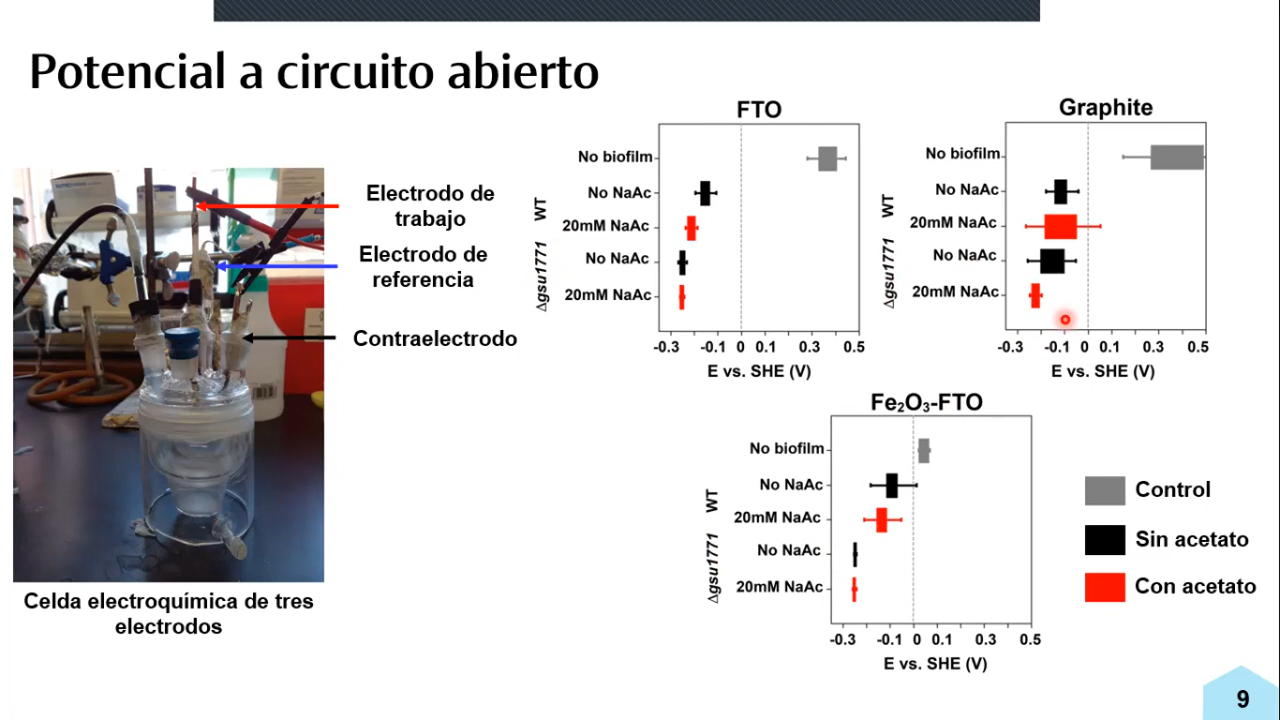 Potencial a circuito abierto
Electrodo de
trabajo
Electrodo de
referencia
Contraelectrodo
Celda electroquímica de tres
electrodos
FTO
No biofilm
No NaAc
20mM NaAc
No NaAc
20mM NaAc
WT
Δgsu1771
-0.3 -0.1 0 0.1 0.3 0.5
E vs. SHE (V)
Graphite
No biofilm
No NaAc
20mM NaAc
No NaAc
20mM NaAc
WT
Δgsu1771
-0.3 -0.1 0 0.1 0.3 0.5
E vs. SHE (V)
Fe₂O₃-FTO
No biofilm
No NaAc
20mM NaAc
No NaAc
20mM NaAc
WT
Δgsu1771
-0.3 -0.1 0 0.1 0.3 0.5
E vs. SHE (V)
Control
Sin acetato
Con acetato
9